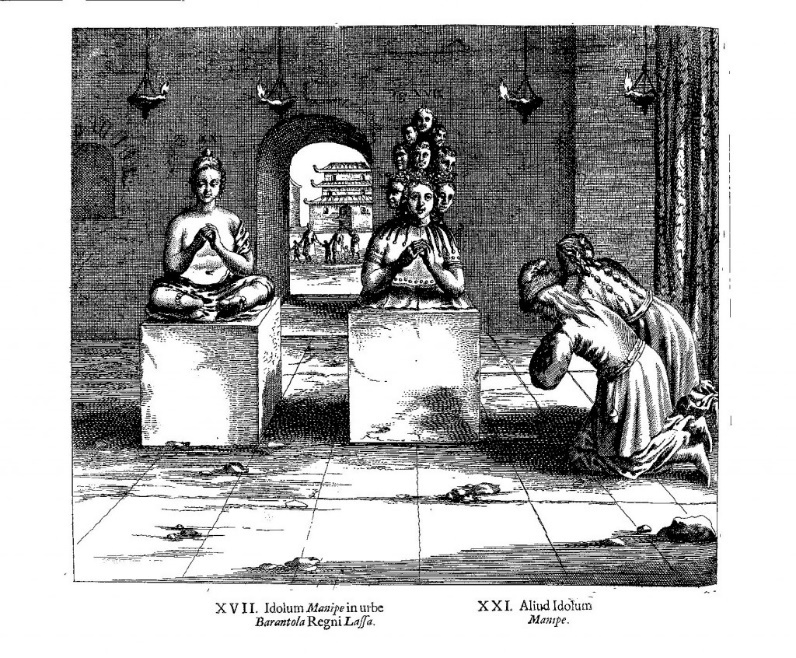 XVII. Idolum Manipe in urbe
Barantola Regni Lassa.
XXI. Aliud Idolum
Manipe.